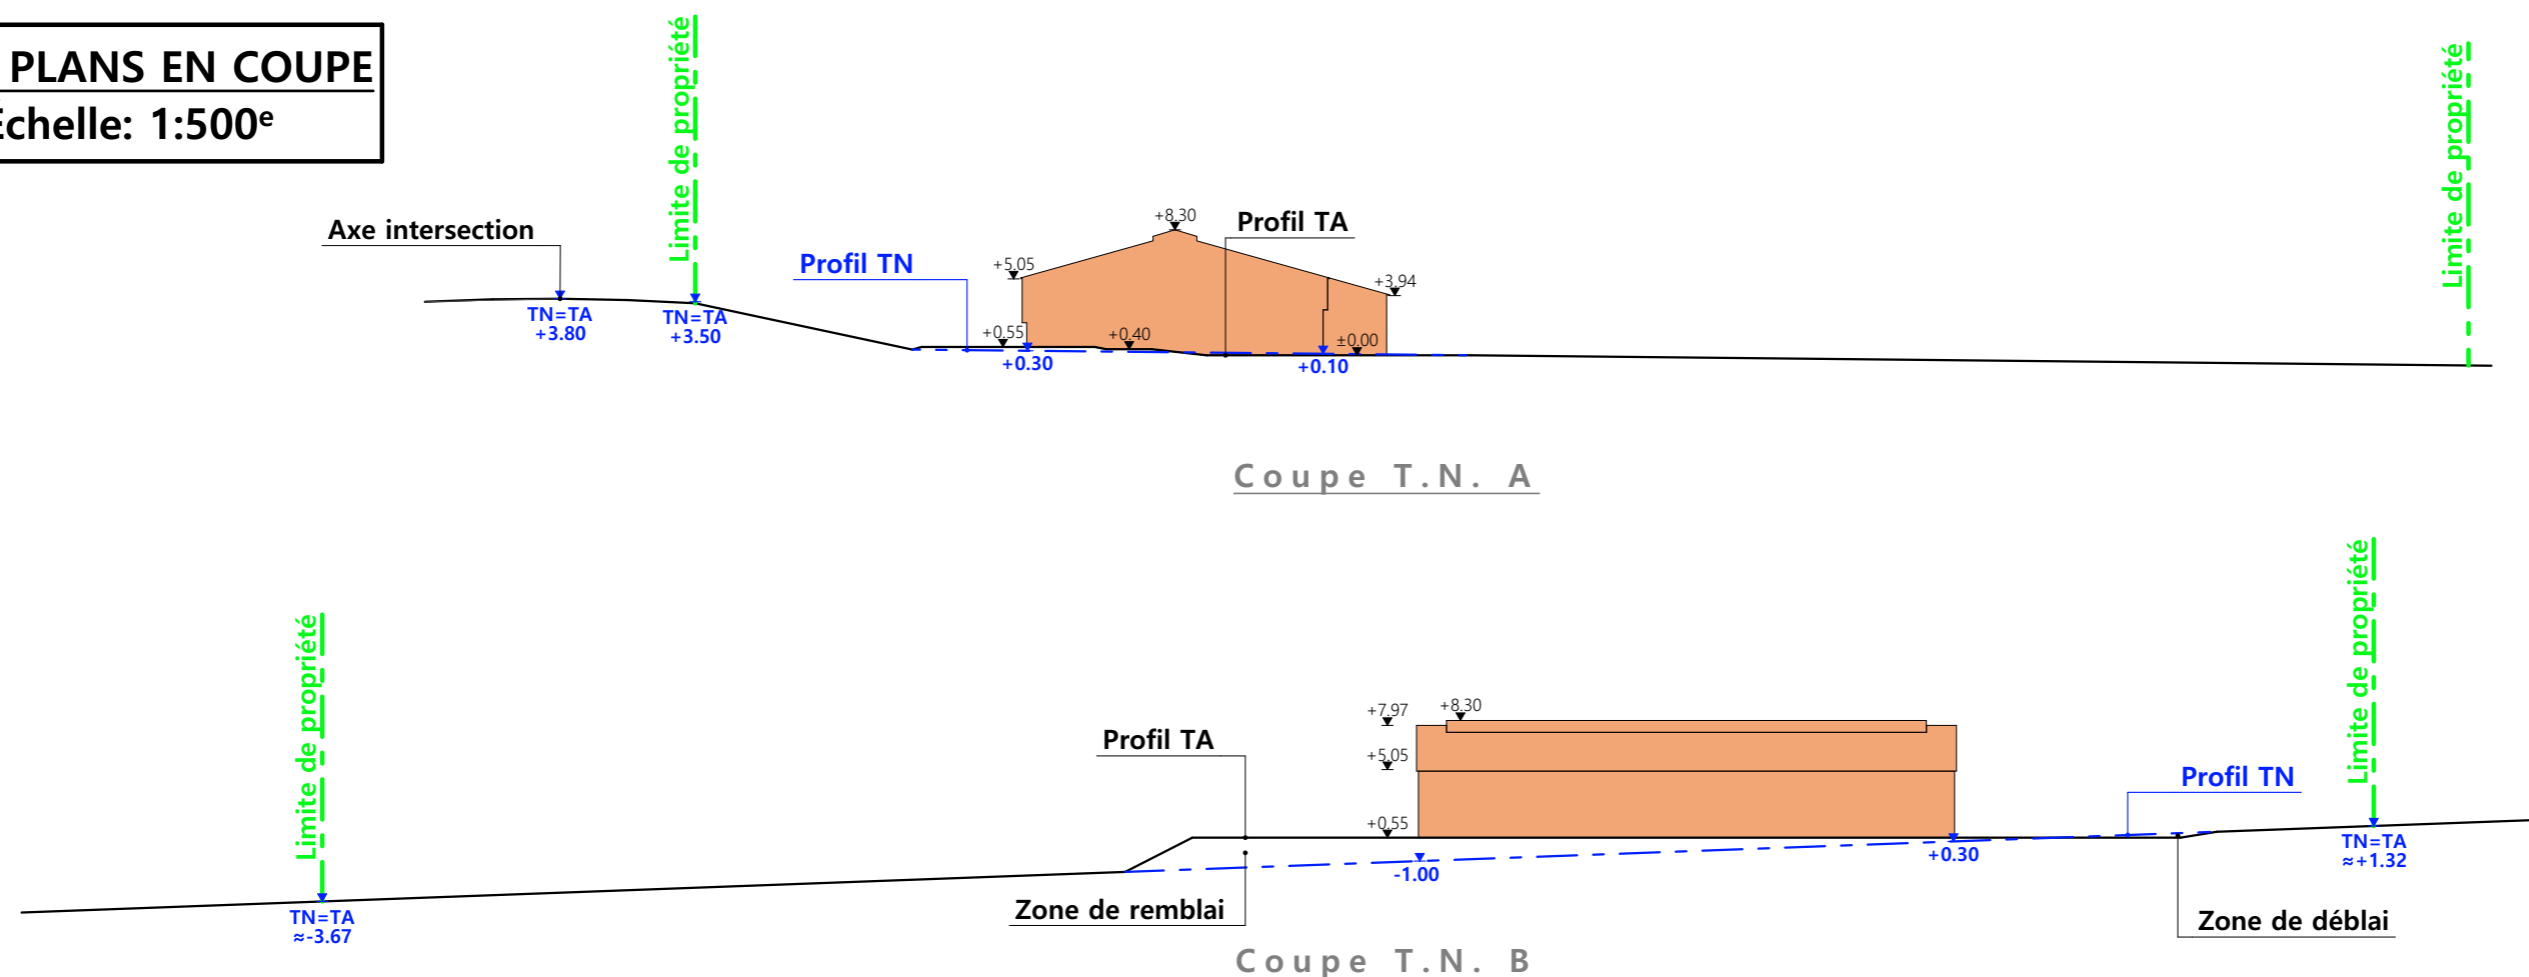 PLANS EN COUPE
Échelle: 1:500e
Limite de propriété
Limite de propriété
Axe intersection
TN=TA
+3.80
TN=TA
+3.50
Profil TN
+8.30
Profil TA
+5.05
+3.94
+0.55
+0.40
±0.00
+0.30
+0.10
Coupe T.N. A
Limite de propriété
Limite de propriété
+7.97
+8.30
Profil TA
+5.05
Profil TN
+0.55
+0.30
-1.00
TN=TA
≈+1.32
TN=TA
≈-3.67
Zone de remblai
Zone de déblai
Coupe T.N. B